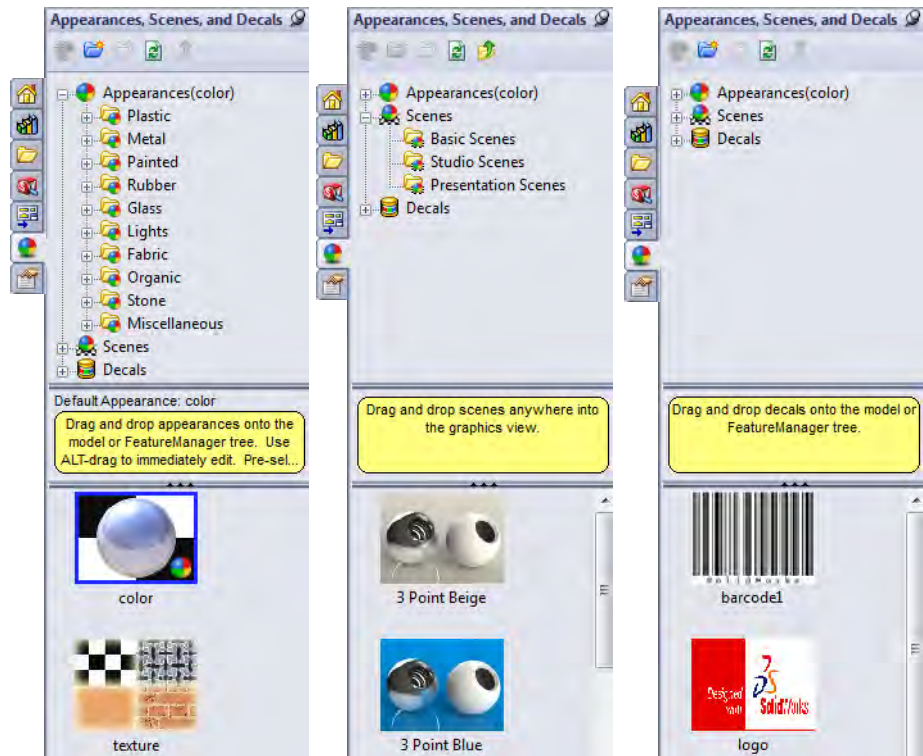 Appearances, Scenes, and Decals
Appearances(color)
Plastic
Metal
Painted
Rubber
Glass
Lights
Fabric
Organic
Stone
Miscellaneous
Scenes
Decals
Default Appearance: color
Drag and drop appearances onto the
model or FeatureManager tree. Use
ALT-drag to immediately edit. Pre-sel...
color
texture
Appearances, Scenes, and Decals
Appearances(color)
Scenes
Basic Scenes
Studio Scenes
Presentation Scenes
Decals
Drag and drop scenes anywhere into
the graphics view.
3 Point Beige
3 Point Blue
Appearances, Scenes, and Decals
Appearances(color)
Scenes
Decals
Drag and drop decals onto the model or
FeatureManager tree.
SolidWorks
barcode1
Designed
with
SolidWorks
logo